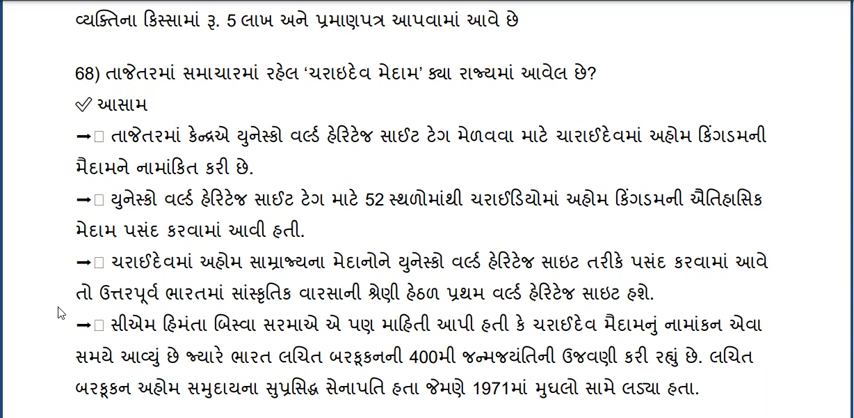 વ્યક્તિના કિસ્સામાં રૂ. 5 લાખ અને પ્રમાણપત્ર આપવામાં આવે છે
68) તાજેતરમાં સમાચારમાં રહેલ ‘ચરાઇદેવ મેદામ’ ક્યા રાજ્યમાં આવેલ છે?
✓ આસામ
➞□ તાજેતરમાં કેન્દ્રએ યુનેસ્કો વર્લ્ડ હેરિટેજ સાઈટ ટેગ મેળવવા માટે ચારાઈદેવમાં અહોમ કિંગડમની
મૈદામને નામાંકિત કરી છે.
➞□ યુનેસ્કો વર્લ્ડ હેરિટેજ સાઈટ ટેગ માટે 52 સ્થળોમાંથી ચરાઈડિયોમાં અહોમ કિંગડમની ઐતિહાસિક
મેદામ પસંદ કરવામાં આવી હતી.
➞□ ચરાઈદેવમાં અહોમ સામ્રાજ્યના મેદાનોને યુનેસ્કો વર્લ્ડ હેરિટેજ સાઇટ તરીકે પસંદ કરવામાં આવે
તો ઉત્તરપૂર્વ ભારતમાં સાંસ્કૃતિક વારસાની શ્રેણી હેઠળ પ્રથમ વર્લ્ડ હેરિટેજ સાઇટ હશે.
➞□ સીએમ હિમંતા બિસ્વા સરમાએ એ પણ માહિતી આપી હતી કે ચરાઈદેવ મૈદામનું નામાંકન એવા
સમયે આવ્યું છે જ્યારે ભારત લચિત બરફૂકનની 400મી જન્મજયંતિની ઉજવણી કરી રહ્યું છે. લચિત
બરફૂકન અહોમ સમુદાયના સુપ્રસિદ્ધ સેનાપતિ હતા જેમણે 1971માં મુઘલો સામે લડ્યા હતા.